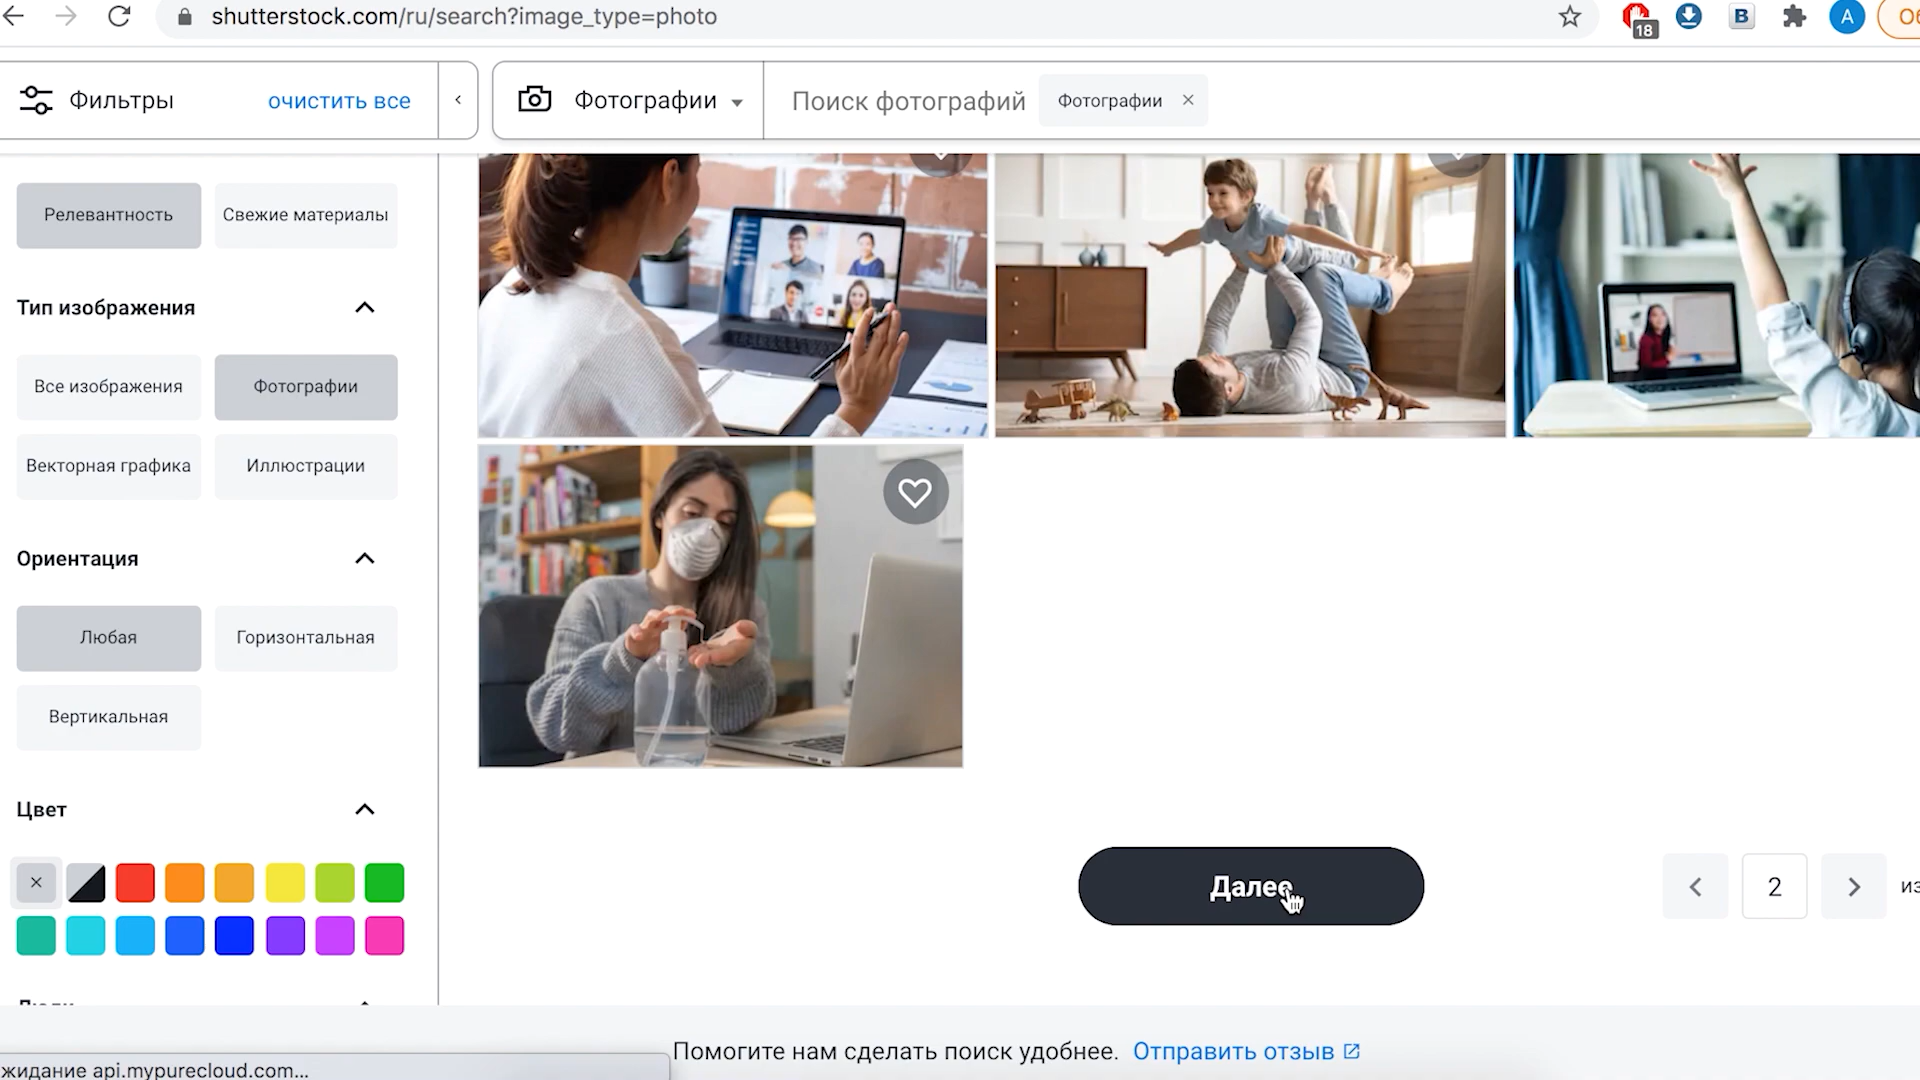 shutterstock.com/ru/search?image_type=photo
18
B
A
Фильтры
очистить все
Фотографии
Поиск фотографий
Фотографии
Релевантность
Свежие материалы
Тип изображения
Все изображения
Фотографии
Векторная графика
Иллюстрации
Ориентация
Любая
Горизонтальная
Вертикальная
Цвет
Далее
2
из
Помогите нам сделать поиск удобнее.
Отправить отзыв
жидание api.mypurecloud.com...